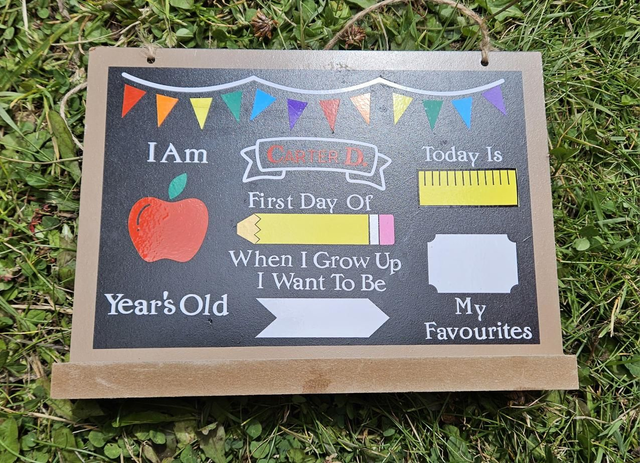 I Am
Year's Old
CARTER D.
First Day Of
When I Grow Up
I Want To Be
Today Is
My
Favourites